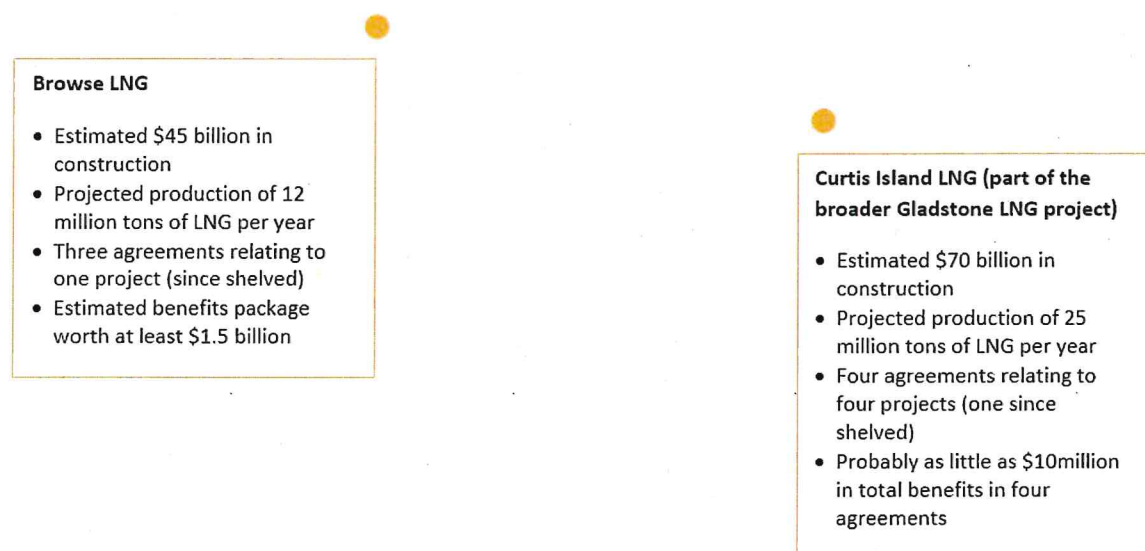 Browse LNG
• Estimated $45 billion in
construction
• Projected production of 12
million tons of LNG per year
• Three agreements relating to
one project (since shelved)
• Estimated benefits package
worth at least $1.5 billion
Curtis Island LNG (part of the
broader Gladstone LNG project)
• Estimated $70 billion in
construction
• Projected production of 25
million tons of LNG per year
• Four agreements relating to
four projects (one since
shelved)
• Probably as little as $10million
in total benefits in four
agreements